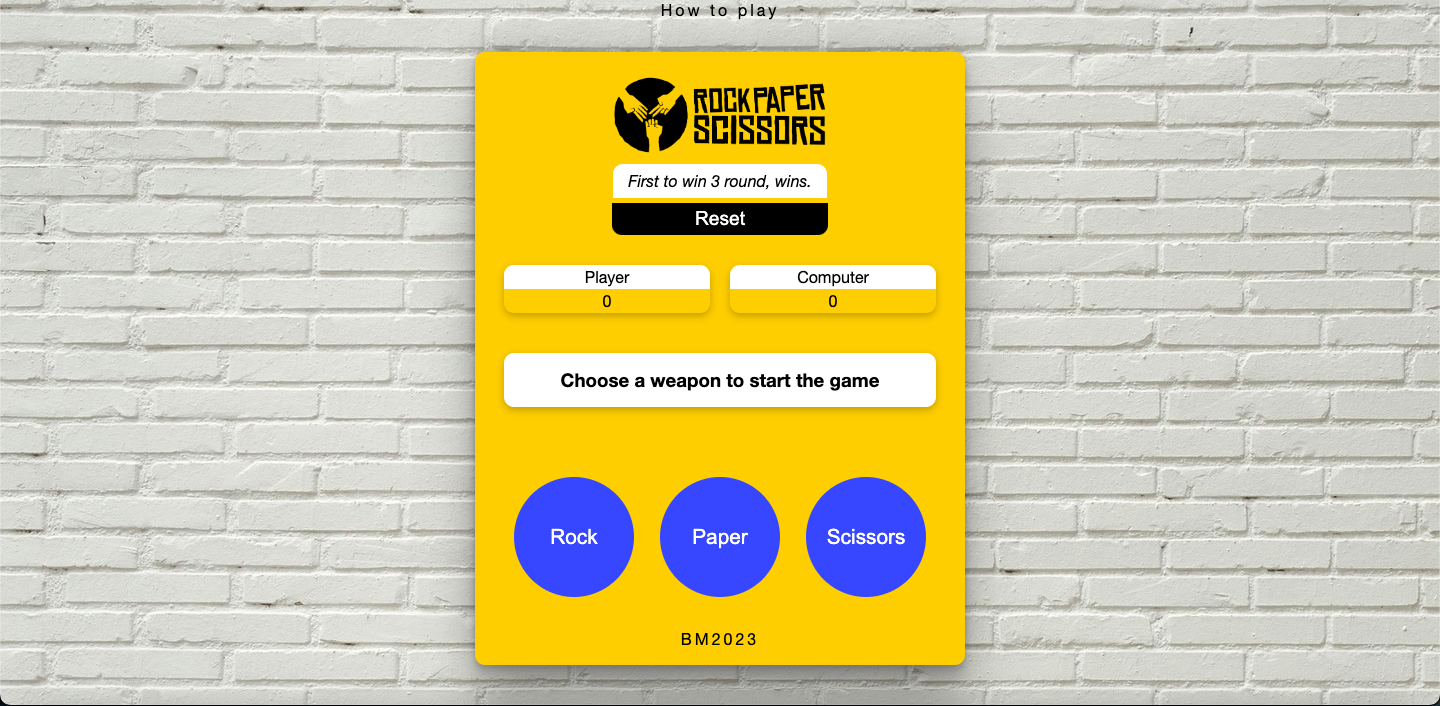 How to play
ROCK PAPER
SCISSORS
First to win 3 round, wins.
Reset
Player
Computer
0
0
Choose a weapon to start the game
Rock
Paper
Scissors
BM2023